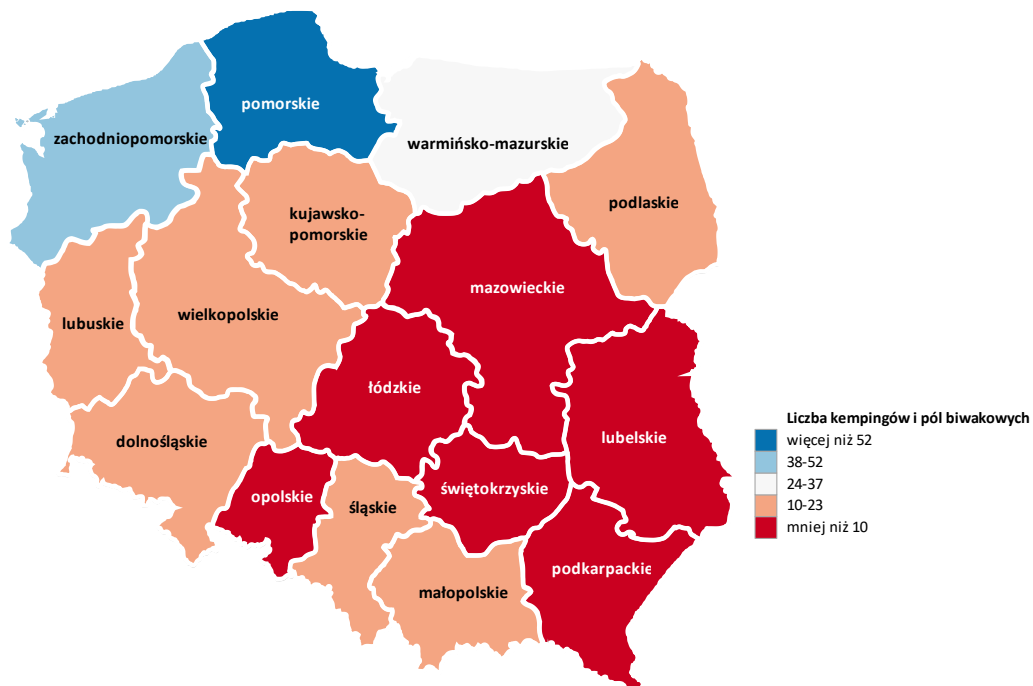 pomorskie
zachodniopomorskie
warmińsko-mazurskie
podlaskie
kujawsko-
pomorskie
mazowieckie
wielkopolskie
lubuskie
łódzkie
Liczba kempingów i pól biwakowych
więcej niż 52
38-52
24-37
10-23
mniej niż 10
dolnośląskie
lubelskie
opolskie
śląskie
świętokrzyskie
podkarpackie
małopolskie